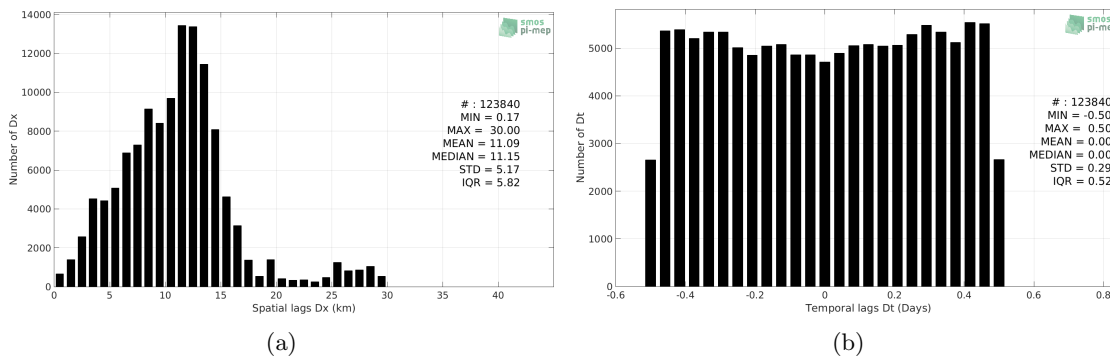 14000
12000
10000
8000
6000
4000
2000
0
Number of Dx
0 5 10 15 20 25 30 35 40
Spatial lags Dx (km)
smos
pi-mep
# : 123840
MIN = 0.17
MAX = 30.00
MEAN = 11.09
MEDIAN = 11.15
STD = 5.17
IQR = 5.82
(a)
5000
4000
3000
2000
1000
0
Number of Dt
-0.6 -0.4 -0.2 0 0.2 0.4 0.6 0.8
Temporal lags Dt (Days)
smos
pi-mep
# : 123840
MIN = -0.50
MAX = 0.50
MEAN = 0.00
MEDIAN = 0.00
STD = 0.29
IQR = 0.52
(b)